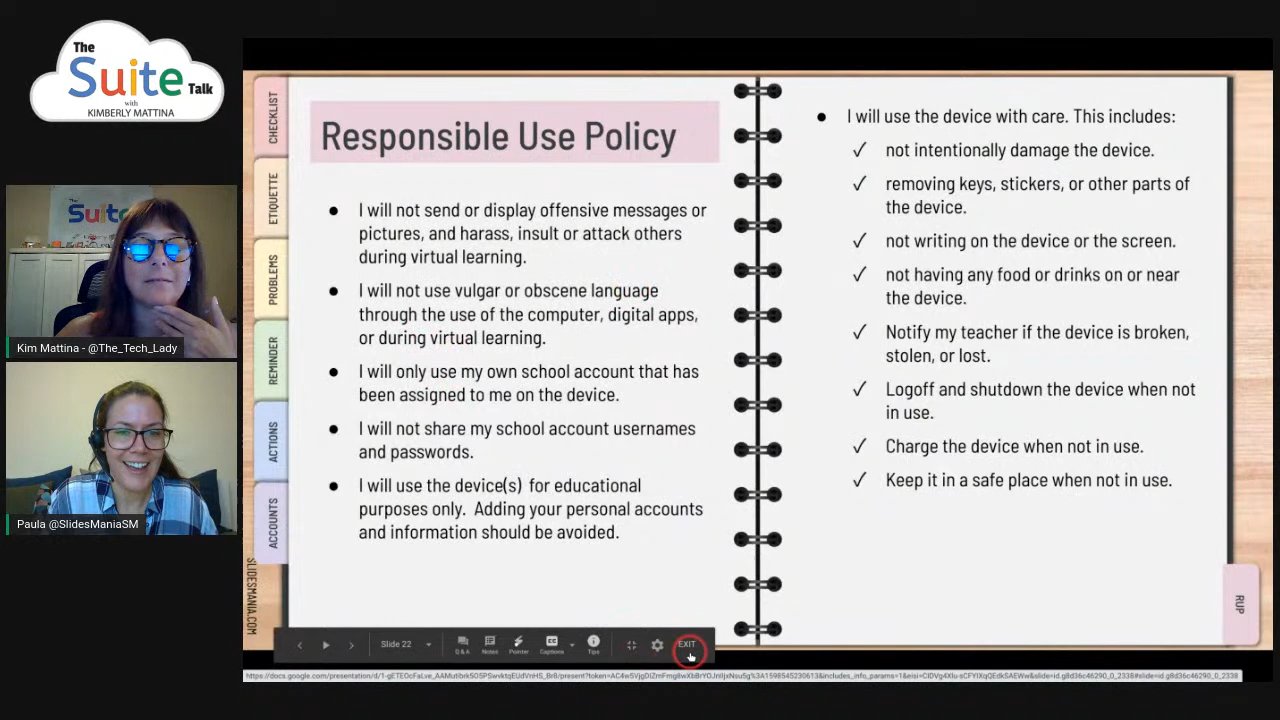 The
Suite
Talk
with
KIMBERLY MATTINA
Kim Mattina - @The_Tech_Lady
Paula @SlidesManiaSM
CHECKLIST
ETIQUETTE
PROBLEMS
REMINDER
ACTIONS
ACCOUNTS
SLIDESMANIA.COM
Responsible Use Policy
● I will not send or display offensive messages or
pictures, and harass, insult or attack others
during virtual learning.
● I will not use vulgar or obscene language
through the use of the computer, digital apps,
or during virtual learning.
● I will only use my own school account that has
been assigned to me on the device.
● I will not share my school account usernames
and passwords.
● I will use the device(s) for educational
purposes only. Adding your personal accounts
and information should be avoided.
● I will use the device with care. This includes:
✓ not intentionally damage the device.
✓ removing keys, stickers, or other parts of
the device.
✓ not writing on the device or the screen.
✓ not having any food or drinks on or near
the device.
✓ Notify my teacher if the device is broken,
stolen, or lost.
✓ Logoff and shutdown the device when not
in use.
✓ Charge the device when not in use.
✓ Keep it in a safe place when not in use.
RUP
Slide 22
Q & A
Notes
Pointer
CC
Captions
Tips
EXIT